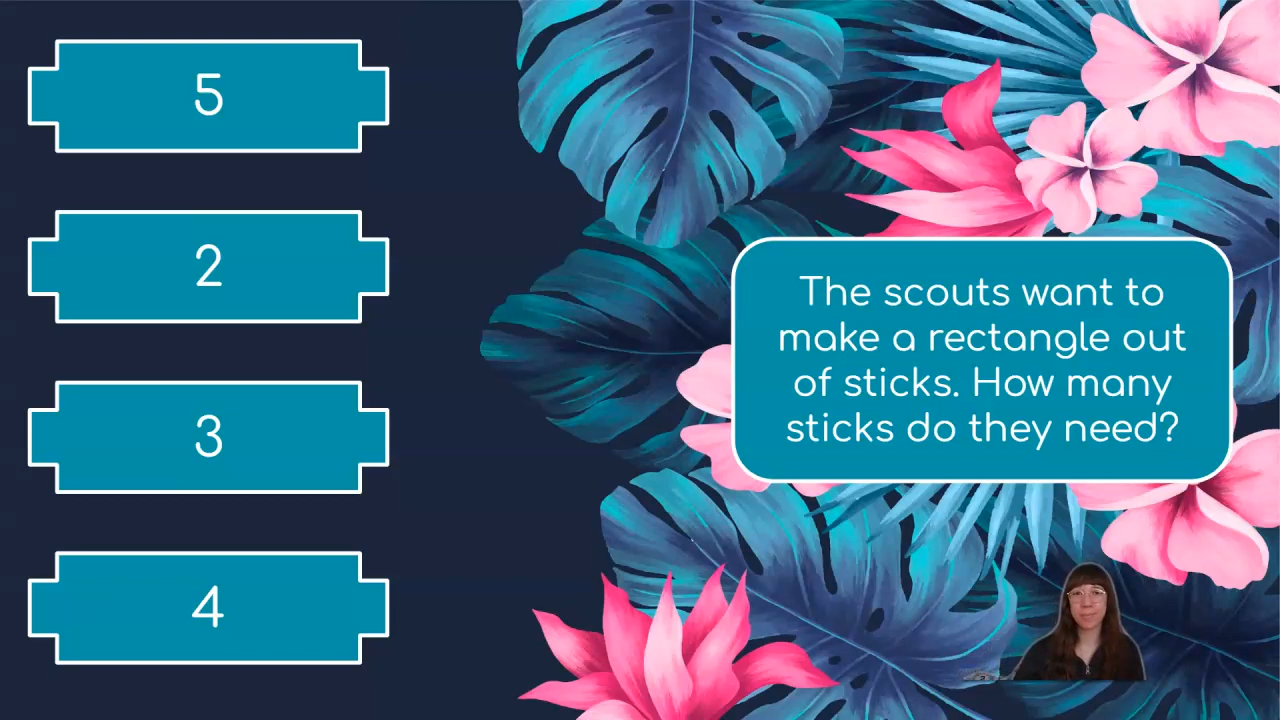 5
2
3
4
The scouts want to
make a rectangle out
of sticks. How many
sticks do they need?